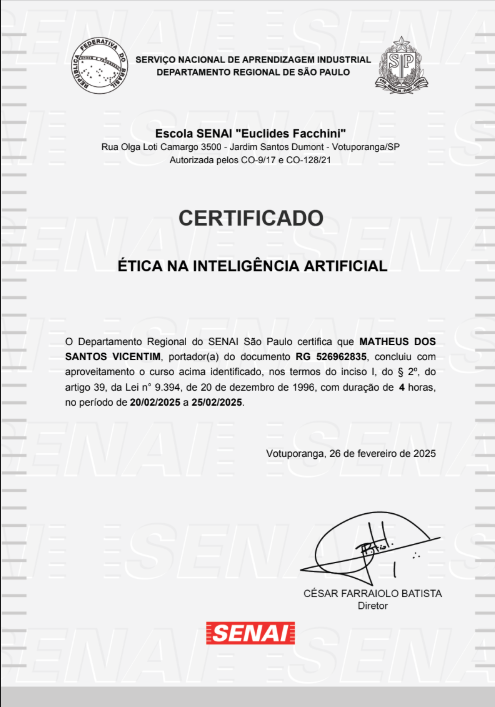 REPÚBLICA FEDERATIVA DO BRASIL
SERVIÇO NACIONAL DE APRENDIZAGEM INDUSTRIAL
DEPARTAMENTO REGIONAL DE SÃO PAULO
SP
Escola SENAI "Euclides Facchini"
Rua Olga Loti Camargo 3500 - Jardim Santos Dumont - Votuporanga/SP
Autorizada pelos CO-9/17 e CO-128/21
CERTIFICADO
ÉTICA NA INTELIGÊNCIA ARTIFICIAL
O Departamento Regional do SENAI São Paulo certifica que MATHEUS DOS
SANTOS VICENTIM, portador(a) do documento RG 526962835, concluiu com
aproveitamento o curso acima identificado, nos termos do inciso I, do § 2º, do
artigo 39, da Lei n° 9.394, de 20 de dezembro de 1996, com duração de 4 horas,
no período de 20/02/2025 a 25/02/2025.
Votuporanga, 26 de fevereiro de 2025
CÉSAR FARRAIOLO BATISTA
Diretor
SENAI